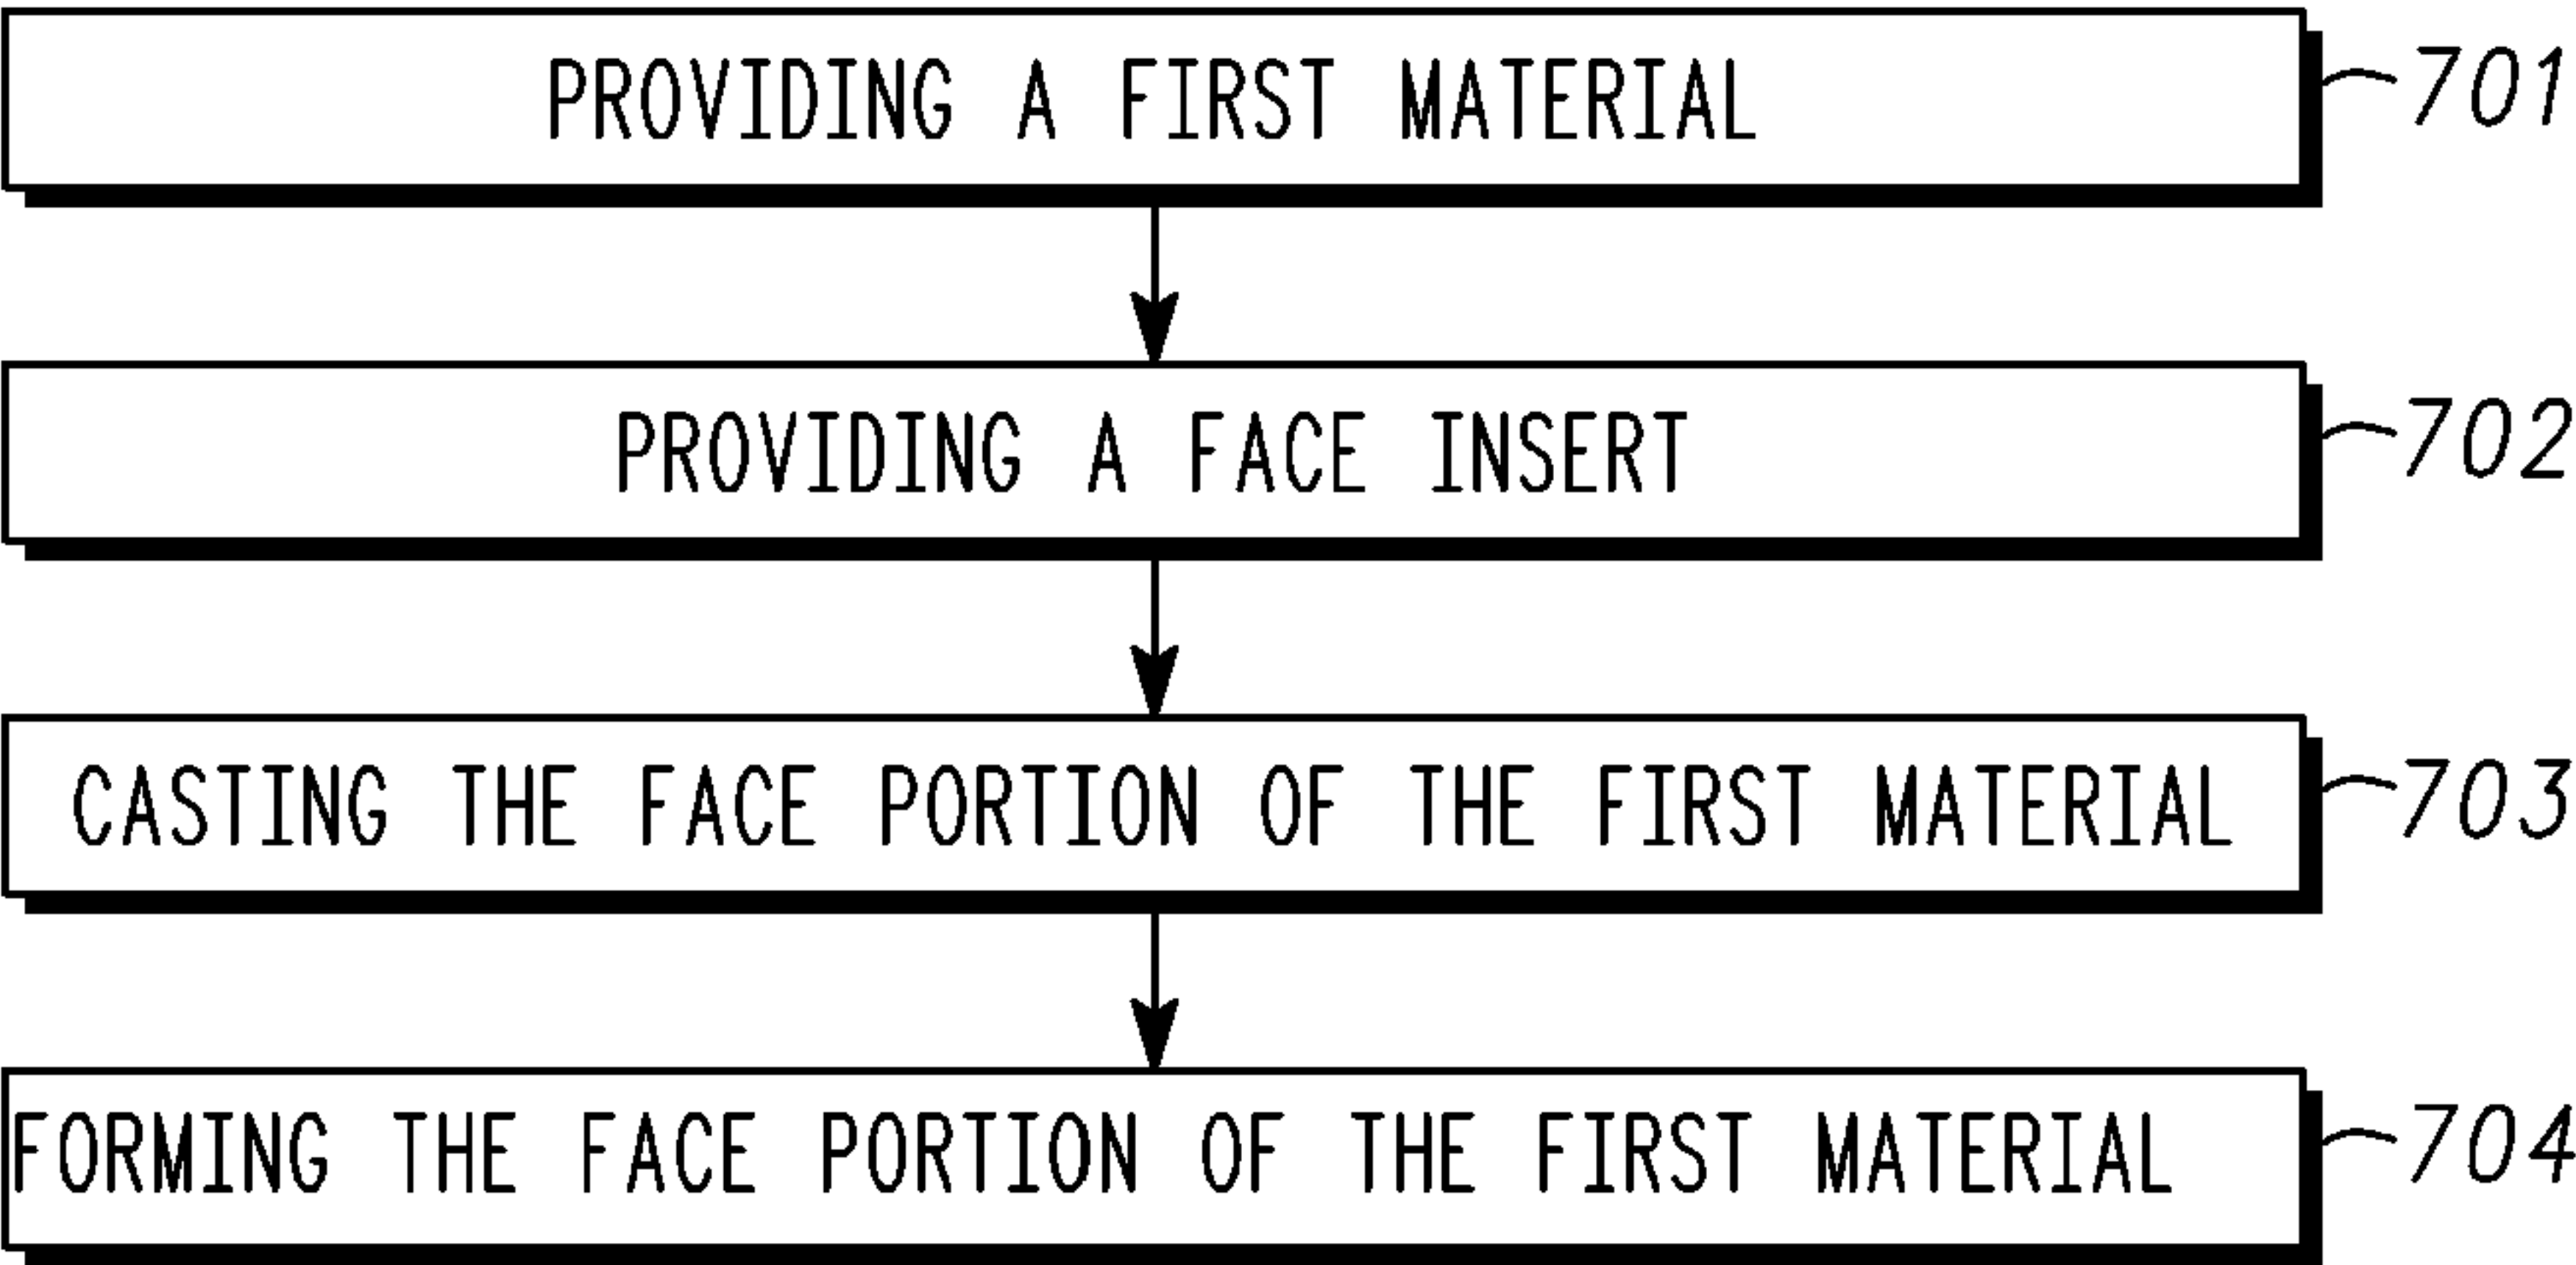 PROVIDING A FIRST MATERIAL 701
PROVIDING A FACE INSERT 702
CASTING THE FACE PORTION OF THE FIRST MATERIAL 703
FORMING THE FACE PORTION OF THE FIRST MATERIAL 704